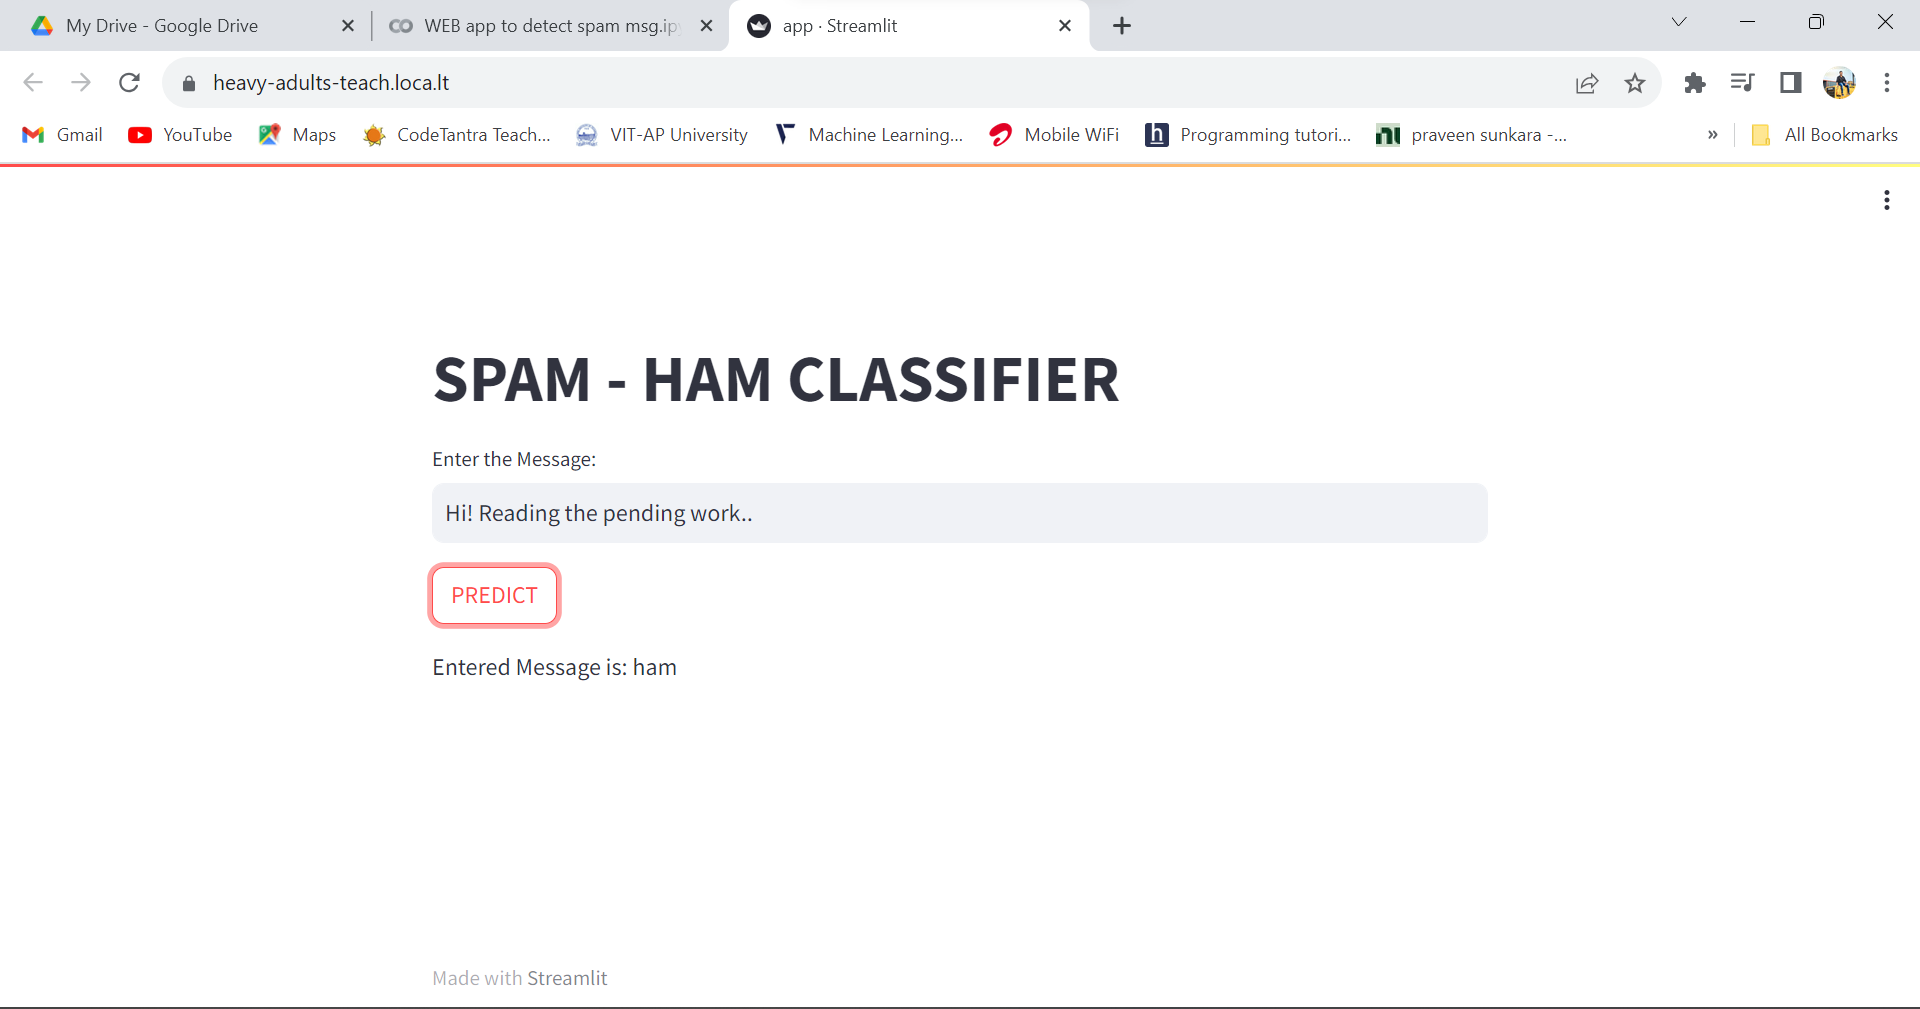 My Drive - Google Drive
WEB app to detect spam msg.ip
app · Streamlit
heavy-adults-teach.loca.lt
Gmail YouTube Maps CodeTantra Teach... VIT-AP University Machine Learning... Mobile WiFi h Programming tutori... praveen sunkara -... » All Bookmarks
SPAM - HAM CLASSIFIER
Enter the Message:
Hi! Reading the pending work..
PREDICT
Entered Message is: ham
Made with Streamlit